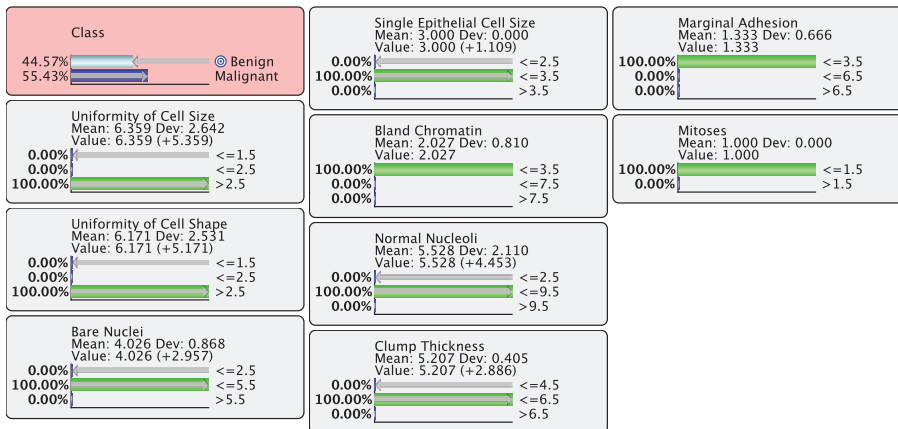 Class
44.57% Benign
55.43% Malignant
Uniformity of Cell Size
Mean: 6.359 Dev: 2.642
Value: 6.359 (+5.359)
0.00% <=1.5
0.00% <=2.5
100.00% >2.5
Uniformity of Cell Shape
Mean: 6.171 Dev: 2.531
Value: 6.171 (+5.171)
0.00% <=1.5
0.00% <=2.5
100.00% >2.5
Bare Nuclei
Mean: 4.026 Dev: 0.868
Value: 4.026 (+2.957)
0.00% <=2.5
100.00% <=5.5
0.00% >5.5
Single Epithelial Cell Size
Mean: 3.000 Dev: 0.000
Value: 3.000 (+1.109)
0.00% <=2.5
100.00% <=3.5
0.00% >3.5
Bland Chromatin
Mean: 2.027 Dev: 0.810
Value: 2.027
100.00% <=3.5
0.00% <=7.5
0.00% >7.5
Normal Nucleoli
Mean: 5.528 Dev: 2.110
Value: 5.528 (+4.453)
0.00% <=2.5
100.00% <=9.5
0.00% >9.5
Clump Thickness
Mean: 5.207 Dev: 0.405
Value: 5.207 (+2.886)
0.00% <=4.5
100.00% <=6.5
0.00% >6.5
Marginal Adhesion
Mean: 1.333 Dev: 0.666
Value: 1.333
100.00% <=3.5
0.00% <=6.5
0.00% >6.5
Mitoses
Mean: 1.000 Dev: 0.000
Value: 1.000
100.00% <=1.5
0.00% >1.5